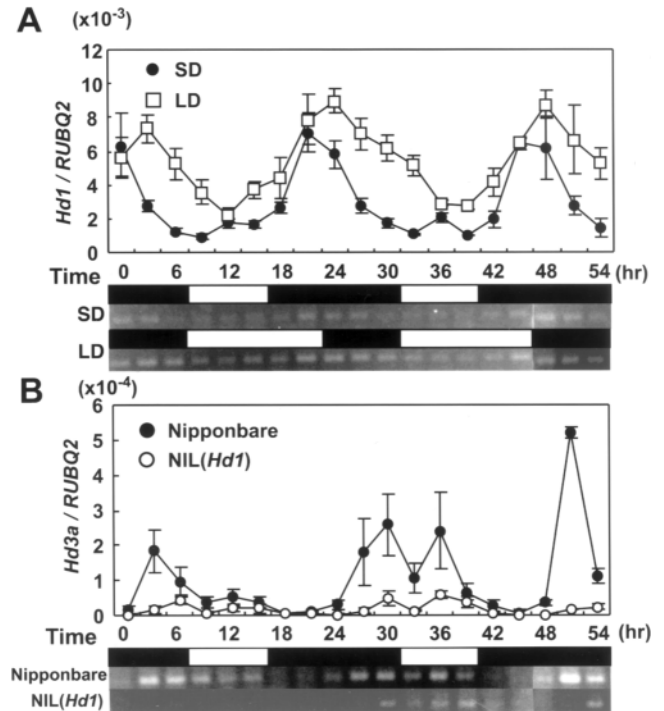 A (x10⁻³)
12
10
8
6
4
2
0
Hd1 / RUBQ2
SD
LD
Time 0 6 12 18 24 30 36 42 48 54 (hr)
SD
LD
B (x10⁻⁴)
6
5
4
3
2
1
0
Hd3a / RUBQ2
Nipponbare
NIL(Hd1)
Time 0 6 12 18 24 30 36 42 48 54 (hr)
Nipponbare
NIL(Hd1)